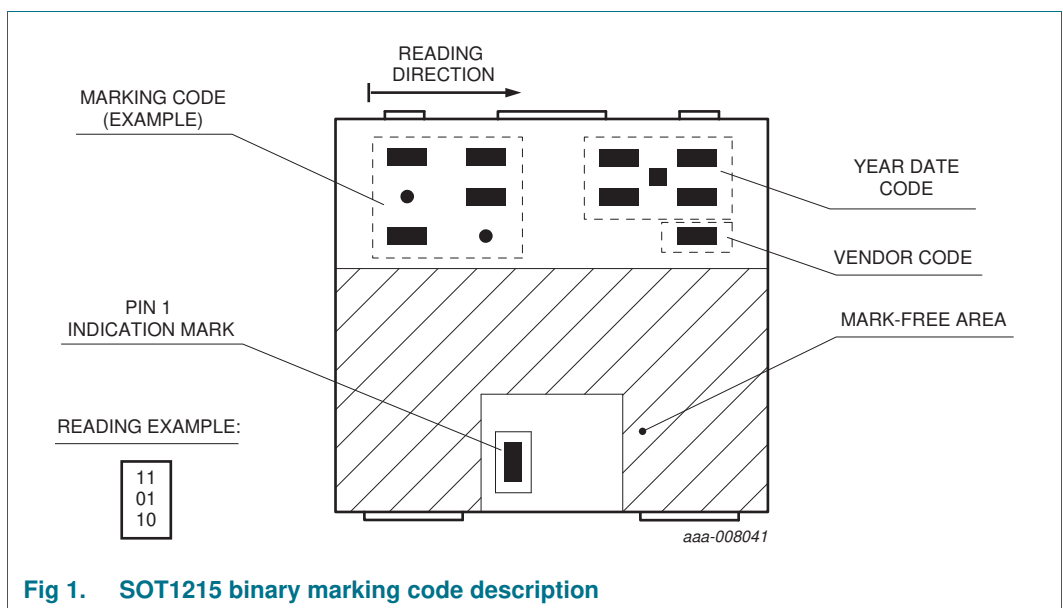 READING
DIRECTION
MARKING CODE
(EXAMPLE)
YEAR DATE
CODE
VENDOR CODE
PIN 1
INDICATION MARK
MARK-FREE AREA
READING EXAMPLE:
11
01
10
aaa-008041
Fig 1. SOT1215 binary marking code description